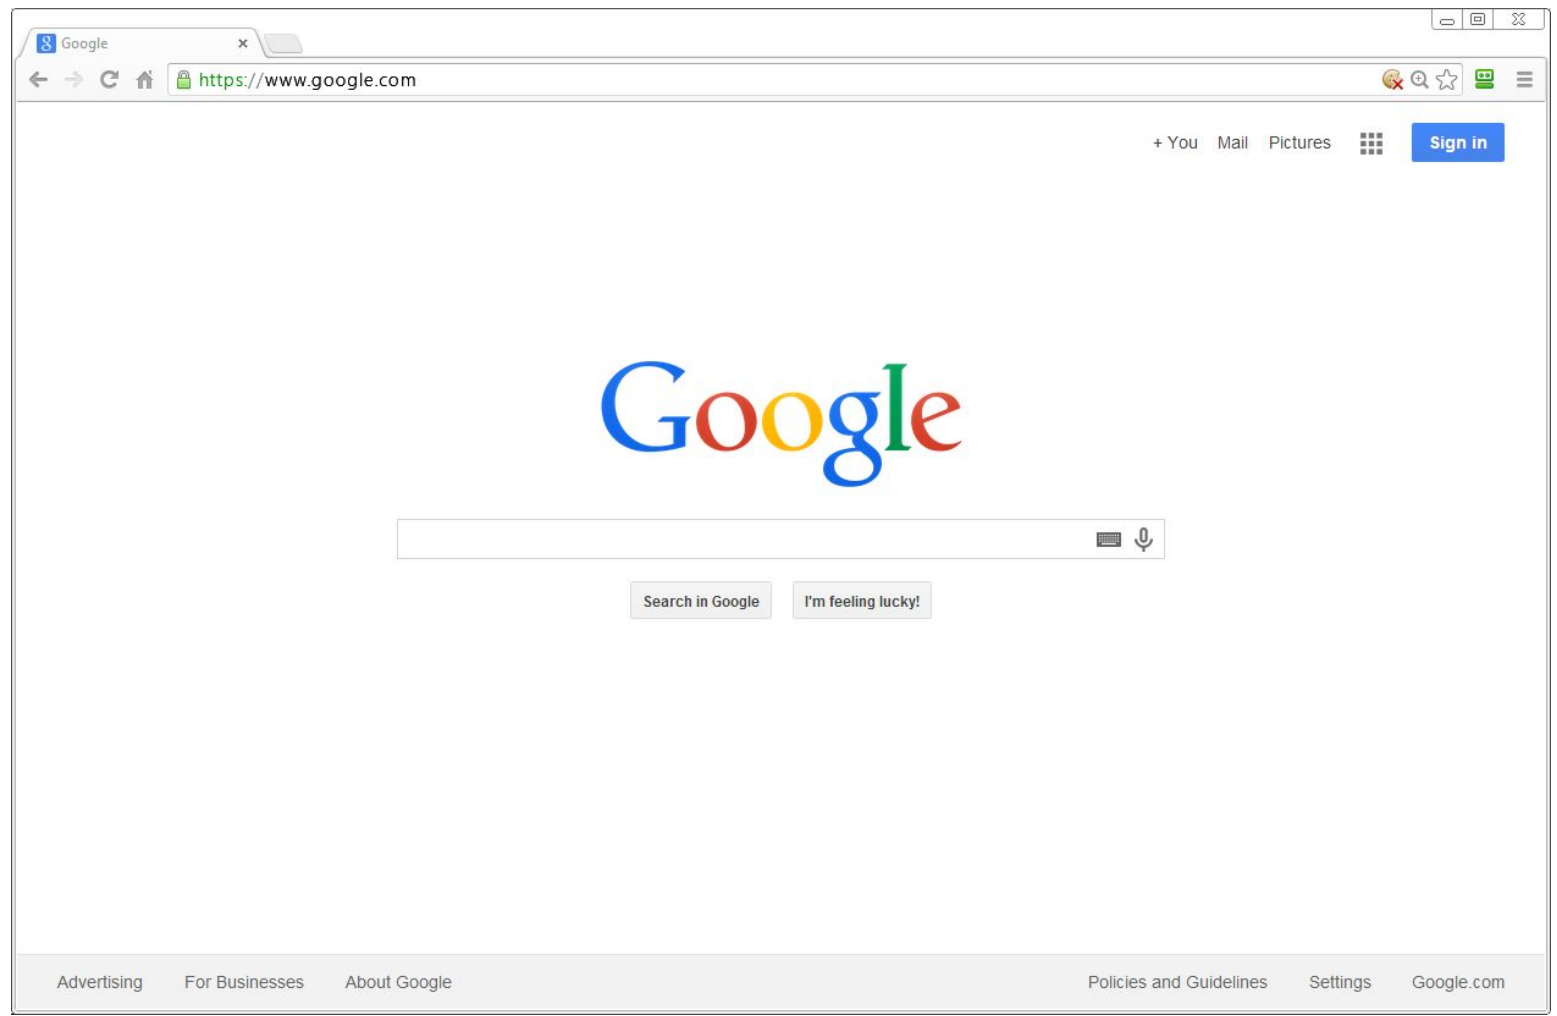 Google
https://www.google.com
+ You Mail Pictures Sign in
Google
Search in Google I'm feeling lucky!
Advertising For Businesses About Google Policies and Guidelines Settings Google.com